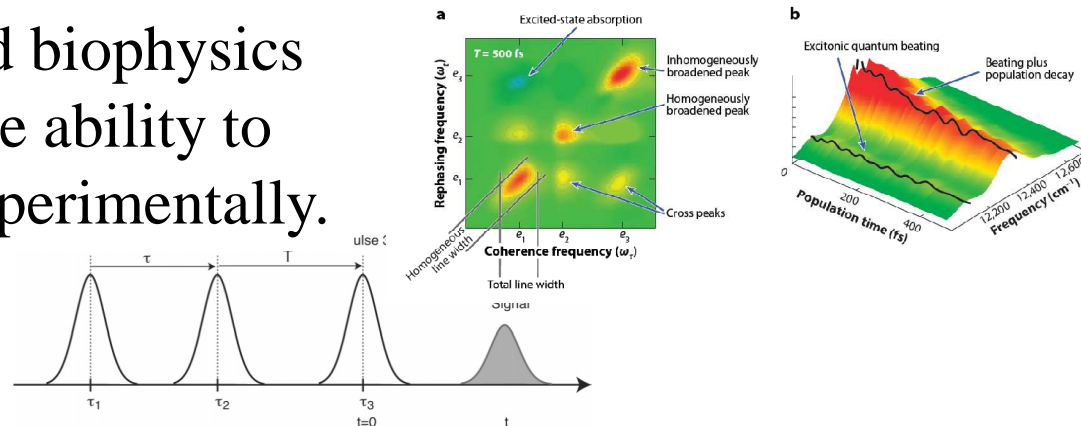 d biophysics
e ability to
perimentally.
a
Excited-state absorption
T = 500 fs
Inhomogeneously
broadened peak
Homogeneously
broadened peak
Cross peaks
Rephasing frequency (ωt)
e3
e2
e1
e1 e2 e3
Coherence frequency (ωτ)
Homogeneous
line width
Total line width
b
Excitonic quantum beating
Beating plus
population decay
0
200
400
Population time (fs)
12,200
12,400
12,600
Frequency (cm⁻¹)
ulse 3
τ
T
Signal
τ1
τ2
τ3
t=0
t